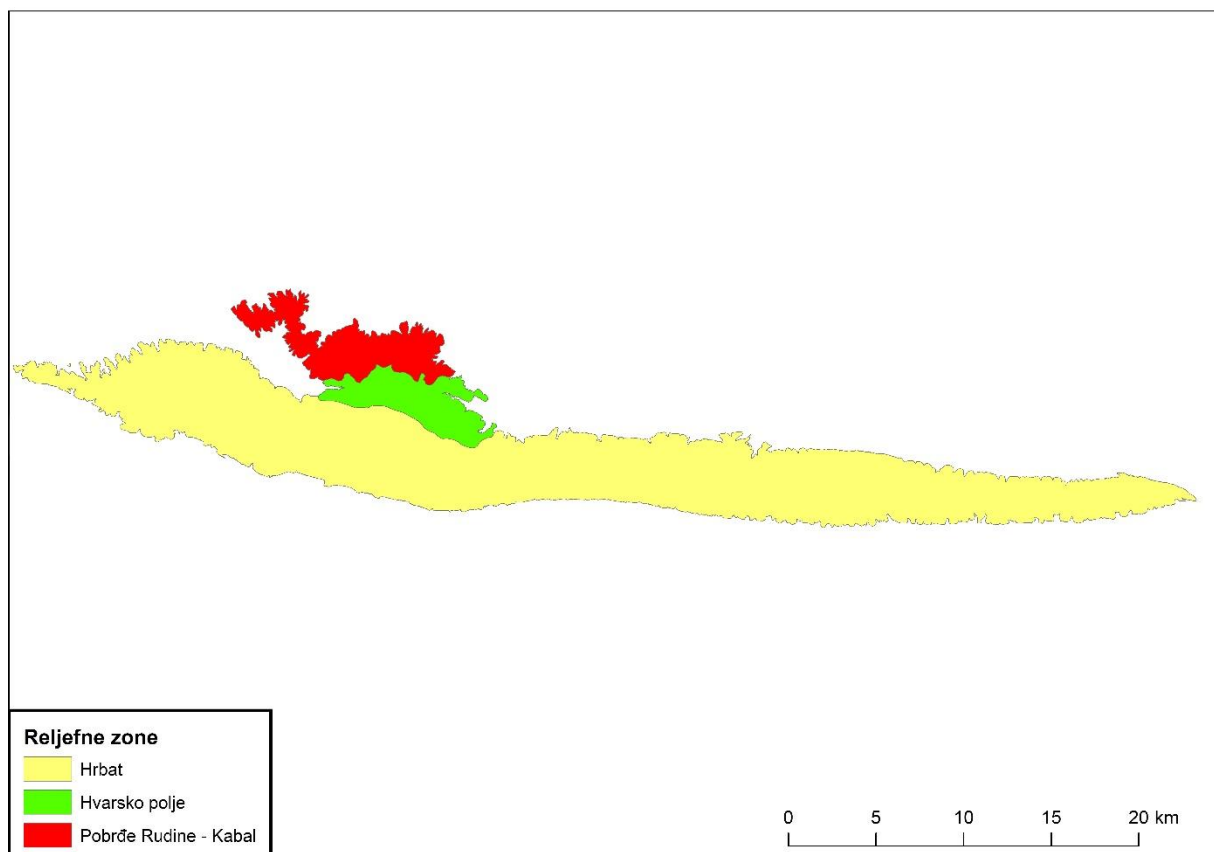 Reljefne zone
Hrbat
Hvarsko polje
Pobrđe Rudine - Kabal
0 5 10 15 20 km